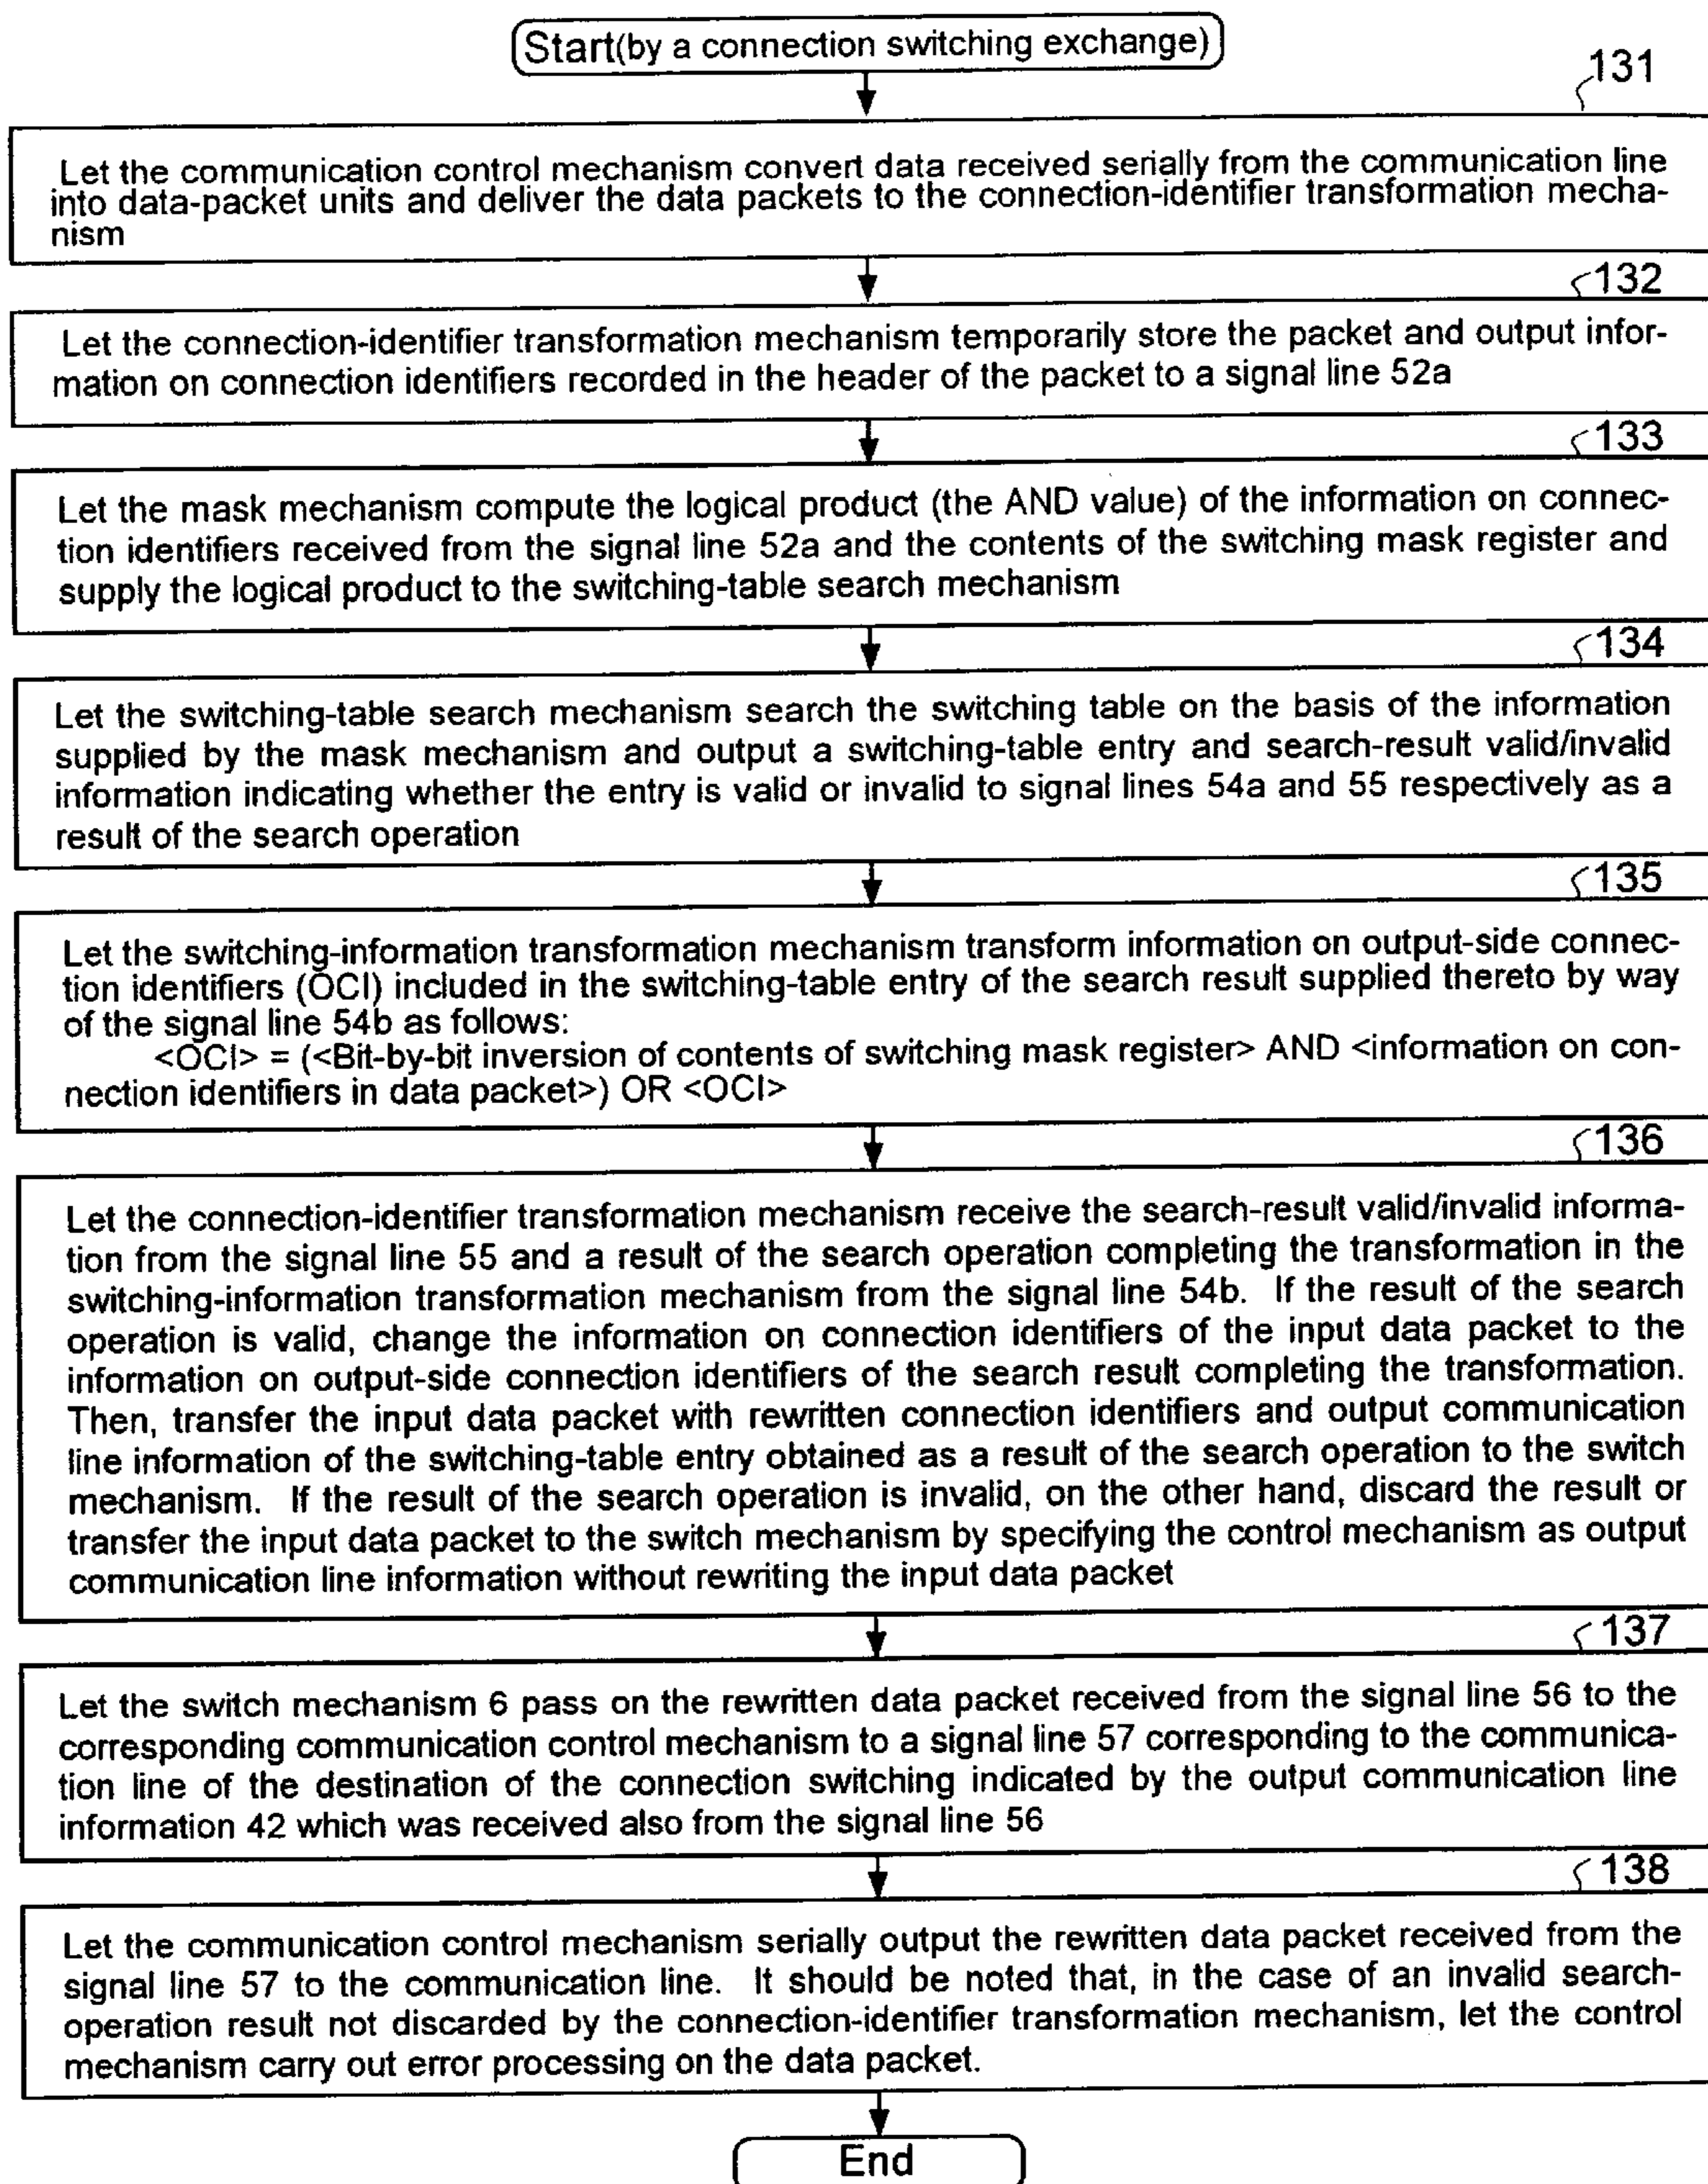 Start(by a connection switching exchange)
131
Let the communication control mechanism convert data received serially from the communication line
into data-packet units and deliver the data packets to the connection-identifier transformation mecha-
nism
132
Let the connection-identifier transformation mechanism temporarily store the packet and output infor-
mation on connection identifiers recorded in the header of the packet to a signal line 52a
133
Let the mask mechanism compute the logical product (the AND value) of the information on connec-
tion identifiers received from the signal line 52a and the contents of the switching mask register and
supply the logical product to the switching-table search mechanism
134
Let the switching-table search mechanism search the switching table on the basis of the information
supplied by the mask mechanism and output a switching-table entry and search-result valid/invalid
information indicating whether the entry is valid or invalid to signal lines 54a and 55 respectively as a
result of the search operation
135
Let the switching-information transformation mechanism transform information on output-side connec-
tion identifiers (OCI) included in the switching-table entry of the search result supplied thereto by way
of the signal line 54b as follows:
<OCI> = (<Bit-by-bit inversion of contents of switching mask register> AND <information on con-
nection identifiers in data packet>) OR <OCI>
136
Let the connection-identifier transformation mechanism receive the search-result valid/invalid informa-
tion from the signal line 55 and a result of the search operation completing the transformation in the
switching-information transformation mechanism from the signal line 54b. If the result of the search
operation is valid, change the information on connection identifiers of the input data packet to the
information on output-side connection identifiers of the search result completing the transformation.
Then, transfer the input data packet with rewritten connection identifiers and output communication
line information of the switching-table entry obtained as a result of the search operation to the switch
mechanism. If the result of the search operation is invalid, on the other hand, discard the result or
transfer the input data packet to the switch mechanism by specifying the control mechanism as output
communication line information without rewriting the input data packet
137
Let the switch mechanism 6 pass on the rewritten data packet received from the signal line 56 to the
corresponding communication control mechanism to a signal line 57 corresponding to the communica-
tion line of the destination of the connection switching indicated by the output communication line
information 42 which was received also from the signal line 56
138
Let the communication control mechanism serially output the rewritten data packet received from the
signal line 57 to the communication line. It should be noted that, in the case of an invalid search-
operation result not discarded by the connection-identifier transformation mechanism, let the control
mechanism carry out error processing on the data packet.
End